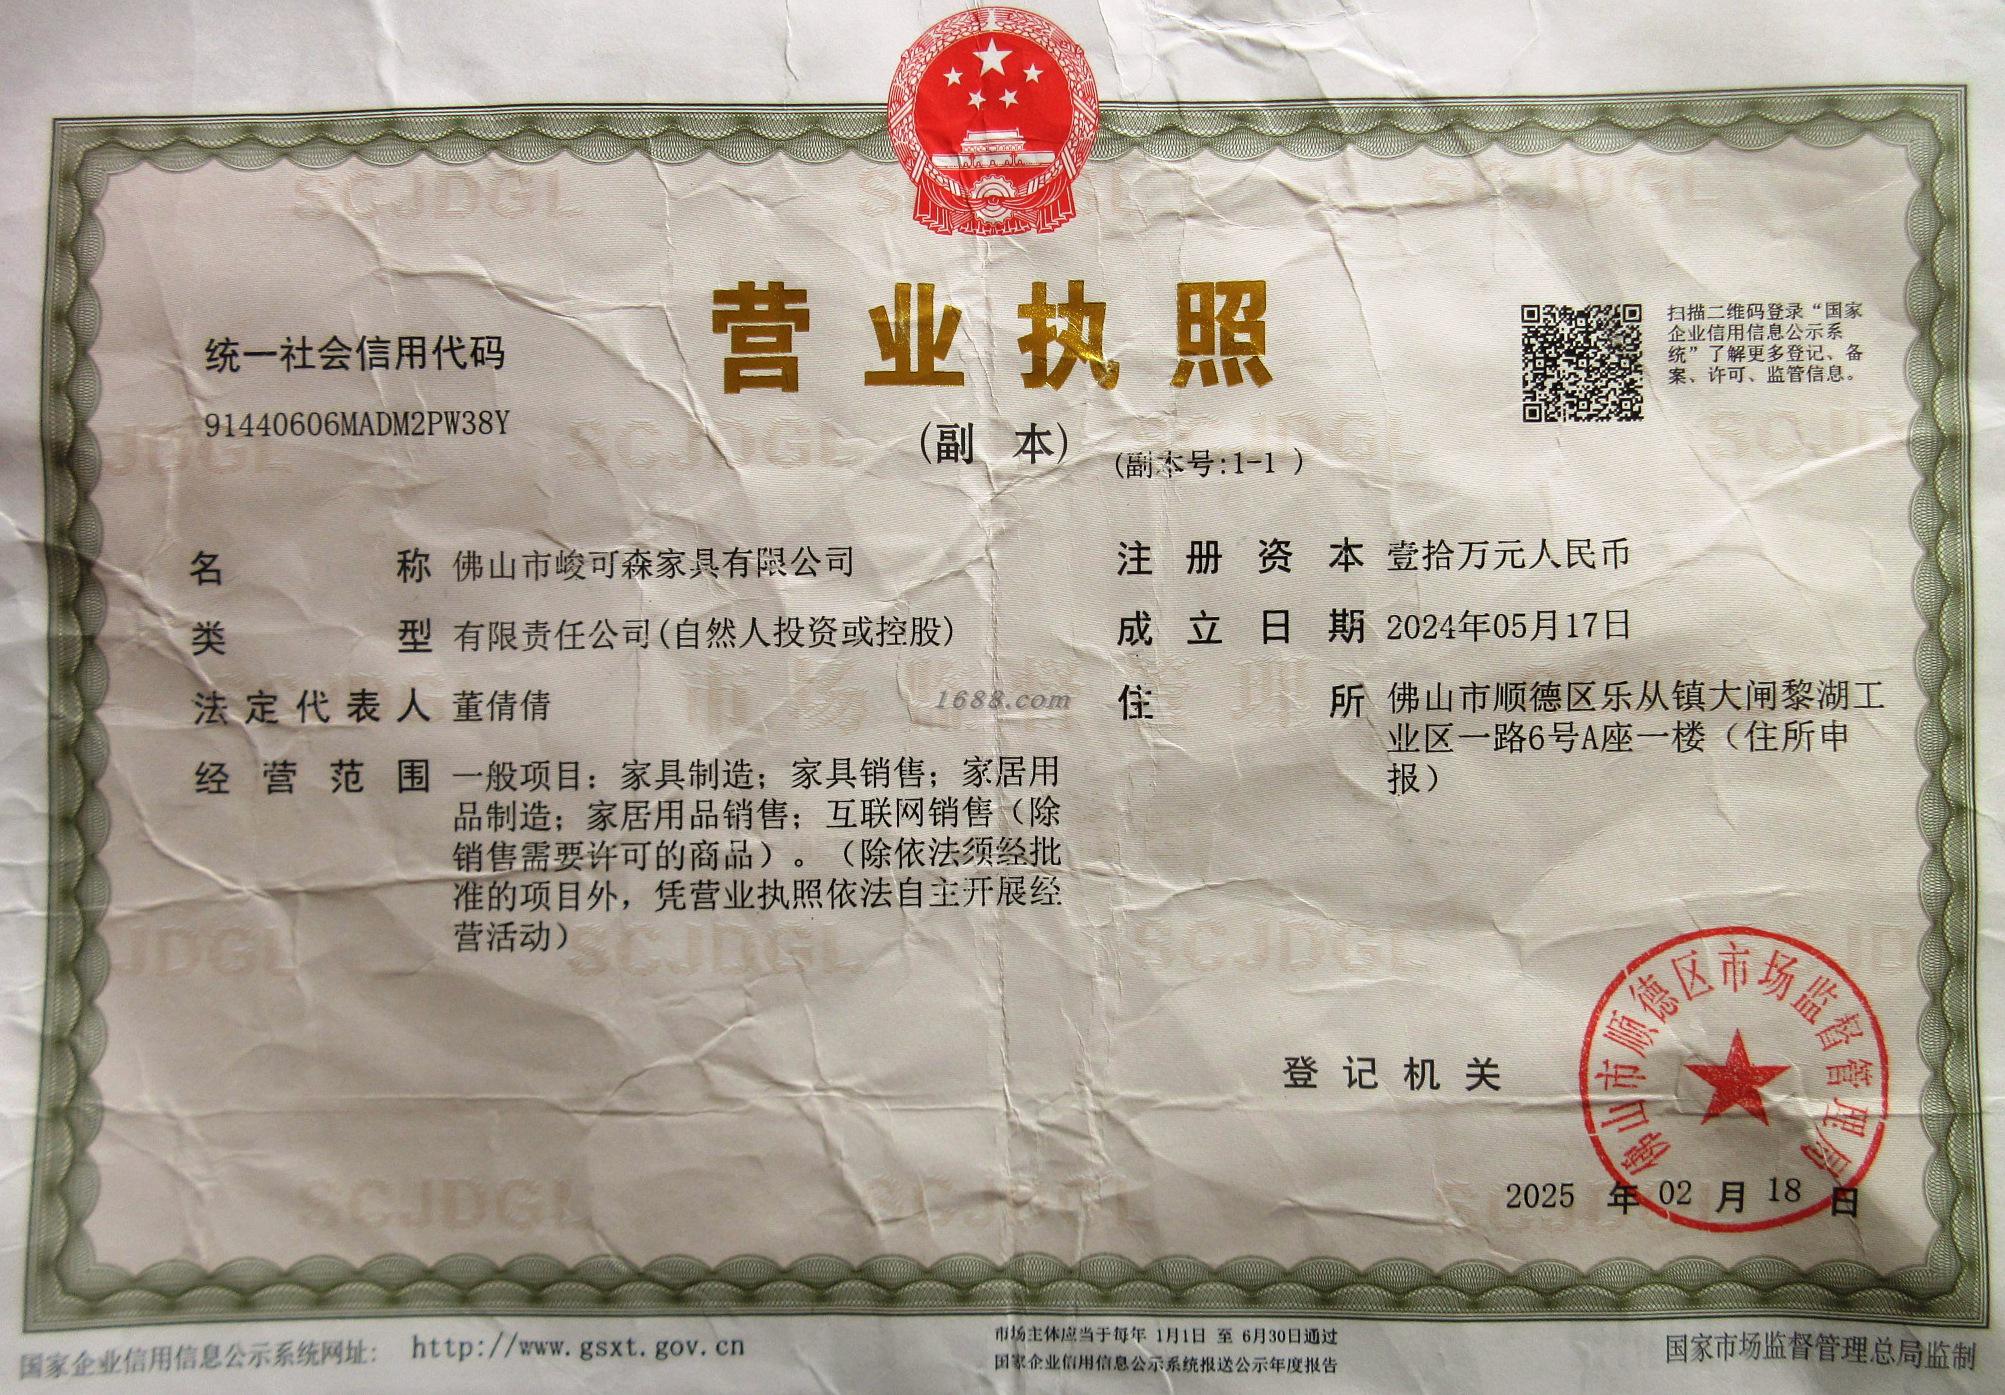 营业执照
(副 本) (副本号:1-1 )
统一社会信用代码
91440606MADM2PW38Y
扫描二维码登录“国家
企业信用信息公示系
统”了解更多登记、备
案、许可、监管信息。
名 称 佛山市峻可森家具有限公司
类 型 有限责任公司(自然人投资或控股)
法定代表人 董倩倩
经营范围 一般项目：家具制造；家具销售；家居用
品制造；家居用品销售；互联网销售（除
销售需要许可的商品）。（除依法须经批
准的项目外，凭营业执照依法自主开展经
营活动）
注册资本 壹拾万元人民币
成立日期 2024年05月17日
住 所 佛山市顺德区乐从镇大闸黎湖工
业区一路6号A座一楼（住所申
报）
1688.com
登记机关
佛山市顺德区市场监督管理局
2025 年 02 月 18 日
国家企业信用信息公示系统网址： http://www.gsxt.gov.cn
市场主体应当于每年 1月1日 至 6月30日通过
国家企业信用信息公示系统报送公示年度报告
国家市场监督管理总局监制
SCJDGL
市场监督管理